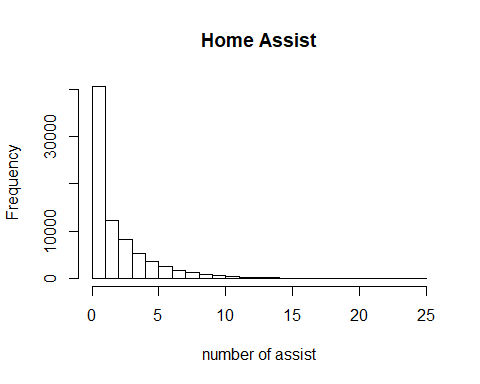 Home Assist
Frequency
30000
10000
0
0 5 10 15 20 25
number of assist